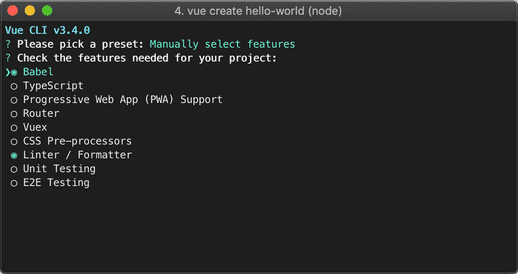 4. vue create hello-world (node)
Vue CLI v3.4.0
? Please pick a preset: Manually select features
? Check the features needed for your project:
❯◉ Babel
○ TypeScript
○ Progressive Web App (PWA) Support
○ Router
○ Vuex
○ CSS Pre-processors
◉ Linter / Formatter
○ Unit Testing
○ E2E Testing